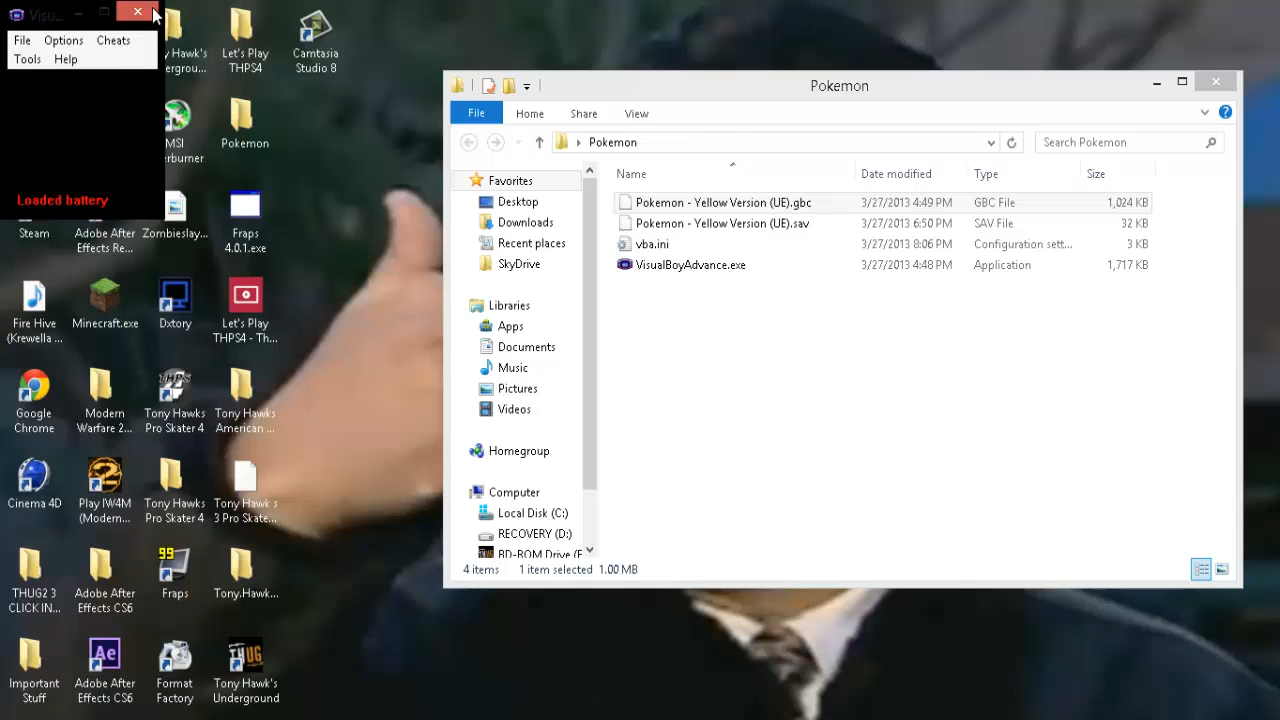 Visu...
File Options Cheats
Tools Help
Loaded battery
Steam
Adobe After
Effects Re...
Zombieslay...
Fraps
4.0.1.exe
y Hawk's
ergrou...
Let's Play
THPS4
Camtasia
Studio 8
MSI
terburner
Pokemon
Fire Hive
(Krewella ...
Minecraft.exe
Dxtory
Let's Play
THPS4 - Th...
Google
Chrome
Modern
Warfare 2...
THPS
Tony Hawks
Pro Skater 4
Tony Hawks
American ...
Cinema 4D
Play IW4M
(Modern...
Tony Hawks
Pro Skater 4
Tony Hawk s
3 Pro Skate...
THUG2 3
CLICK IN...
Adobe After
Effects CS6
99
Fraps
Tony.Hawk...
Important
Stuff
Ae
Adobe After
Effects CS6
Format
Factory
THUG
Tony Hawk's
Underground
Pokemon
File Home Share View
Pokemon
Search Pokemon
Name Date modified Type Size
Pokemon - Yellow Version (UE).gbc 3/27/2013 4:49 PM GBC File 1,024 KB
Pokemon - Yellow Version (UE).sav 3/27/2013 6:50 PM SAV File 32 KB
vba.ini 3/27/2013 8:06 PM Configuration sett... 3 KB
VisualBoyAdvance.exe 3/27/2013 4:48 PM Application 1,717 KB
Favorites
Desktop
Downloads
Recent places
SkyDrive
Libraries
Apps
Documents
Music
Pictures
Videos
Homegroup
Computer
Local Disk (C:)
RECOVERY (D:)
BD-ROM Drive (E
4 items 1 item selected 1.00 MB